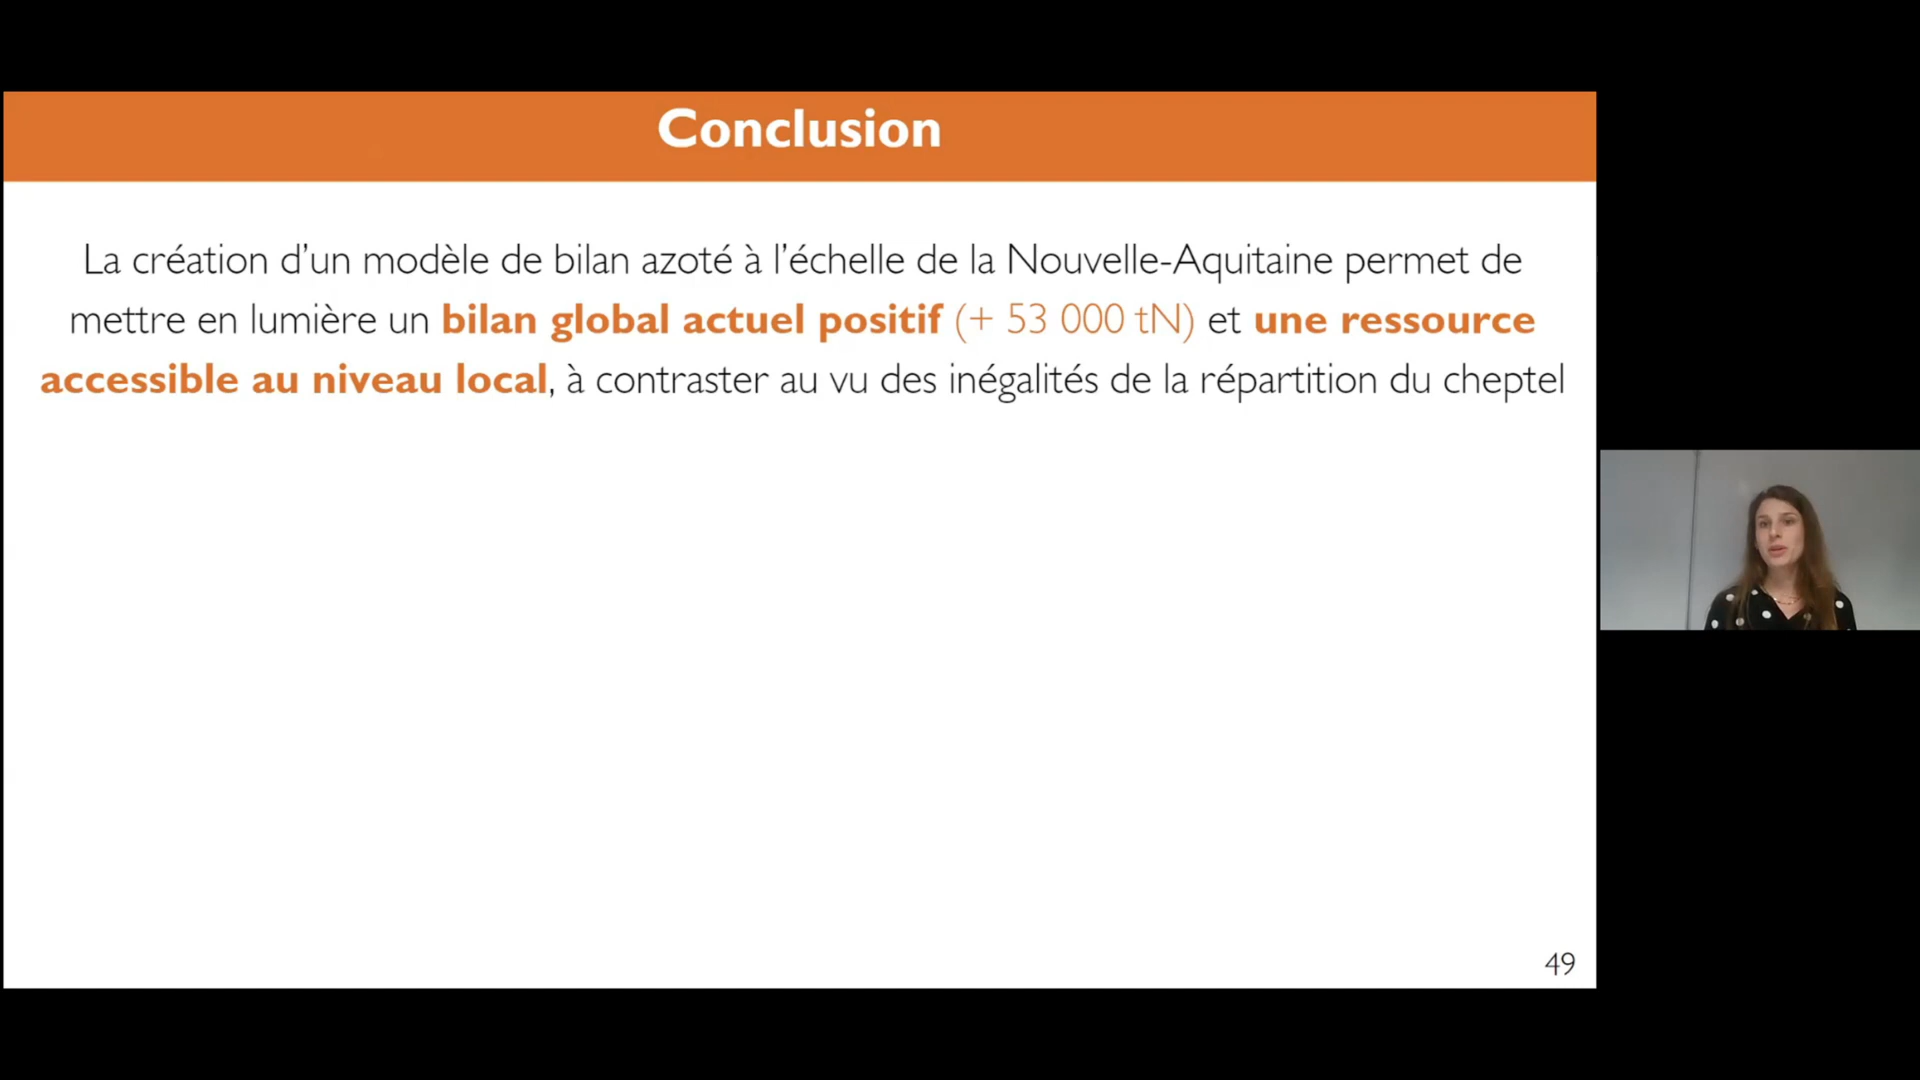 Conclusion
La création d’un modèle de bilan azoté à l’échelle de la Nouvelle-Aquitaine permet de
mettre en lumière un bilan global actuel positif (+ 53 000 tN) et une ressource
accessible au niveau local, à contraster au vu des inégalités de la répartition du cheptel
49